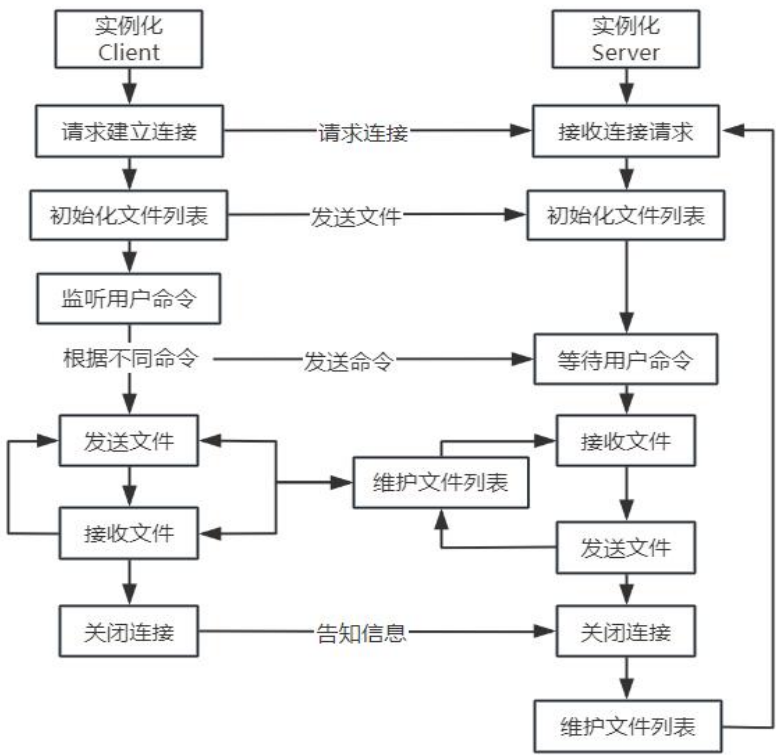 实例化
Client
实例化
Server
请求建立连接
请求连接
接收连接请求
初始化文件列表
发送文件
初始化文件列表
监听用户命令
根据不同命令
发送命令
等待用户命令
发送文件
接收文件
维护文件列表
接收文件
发送文件
关闭连接
告知信息
关闭连接
维护文件列表